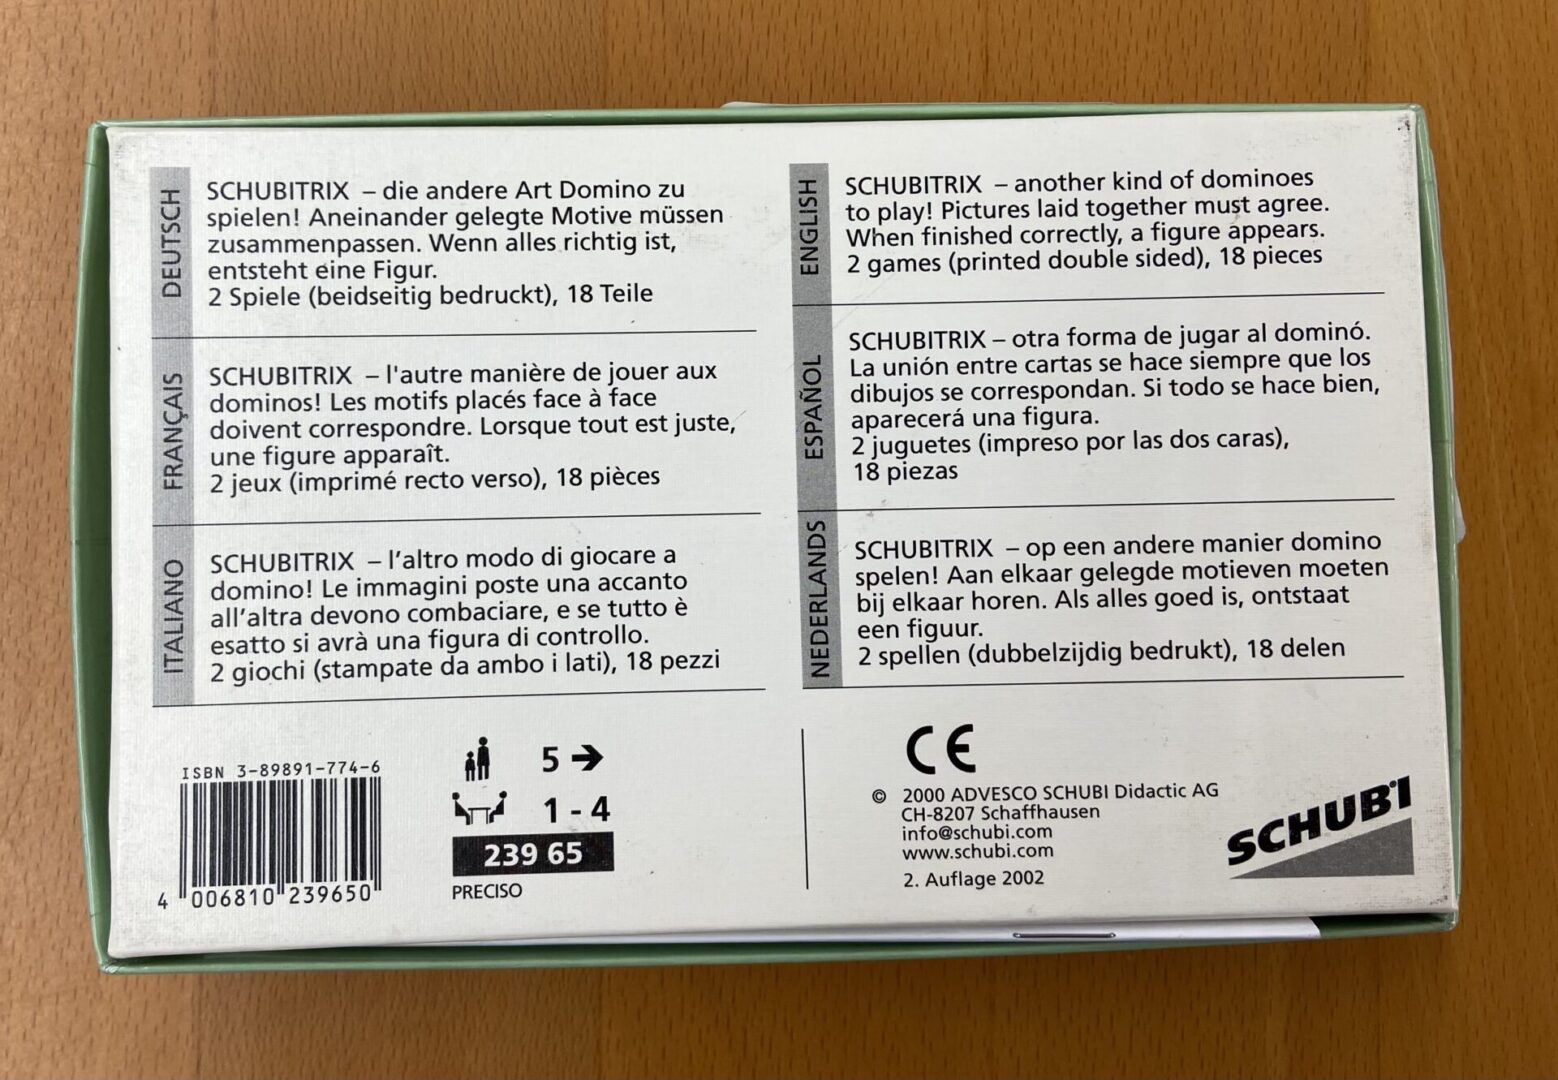 DEUTSCH
SCHUBITRIX – die andere Art Domino zu
spielen! Aneinander gelegte Motive müssen
zusammenpassen. Wenn alles richtig ist,
entsteht eine Figur.
2 Spiele (beidseitig bedruckt), 18 Teile
FRANÇAIS
SCHUBITRIX – l'autre manière de jouer aux
dominos! Les motifs placés face à face
doivent correspondre. Lorsque tout est juste,
une figure apparaît.
2 jeux (imprimé recto verso), 18 pièces
ITALIANO
SCHUBITRIX – l’altro modo di giocare a
domino! Le immagini poste una accanto
all’altra devono combaciare, e se tutto è
esatto si avrà una figura di controllo.
2 giochi (stampate da ambo i lati), 18 pezzi
ENGLISH
SCHUBITRIX – another kind of dominoes
to play! Pictures laid together must agree.
When finished correctly, a figure appears.
2 games (printed double sided), 18 pieces
ESPAÑOL
SCHUBITRIX – otra forma de jugar al dominó.
La unión entre cartas se hace siempre que los
dibujos se correspondan. Si todo se hace bien,
aparecerá una figura.
2 juguetes (impreso por las dos caras),
18 piezas
NEDERLANDS
SCHUBITRIX – op een andere manier domino
spelen! Aan elkaar gelegde motieven moeten
bij elkaar horen. Als alles goed is, ontstaat
een figuur.
2 spellen (dubbelzijdig bedrukt), 18 delen
ISBN 3-89891-774-6
4 006810 239650
5 →
1 - 4
239 65
PRECISO
CE
© 2000 ADVESCO SCHUBI Didactic AG
CH-8207 Schaffhausen
info@schubi.com
www.schubi.com
2. Auflage 2002
SCHUBI